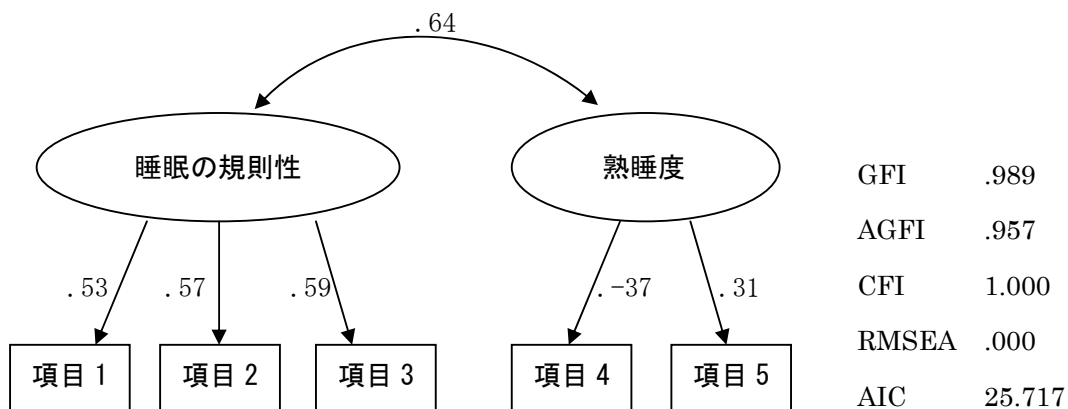 .64
睡眠の規則性
熟睡度
GFI .989
AGFI .957
CFI 1.000
RMSEA .000
AIC 25.717
.53
.57
.59
.-37
.31
項目1
項目2
項目3
項目4
項目5